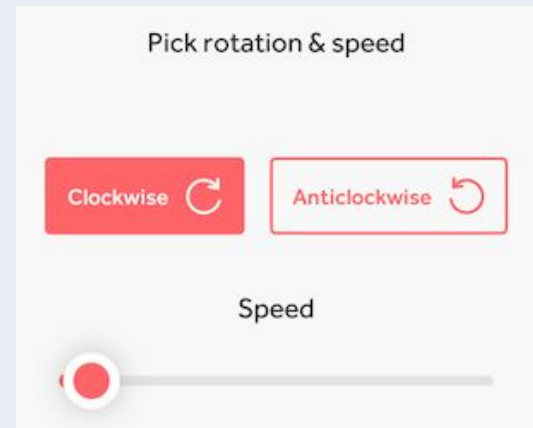 Pick rotation & speed
Clockwise
Anticlockwise
Speed